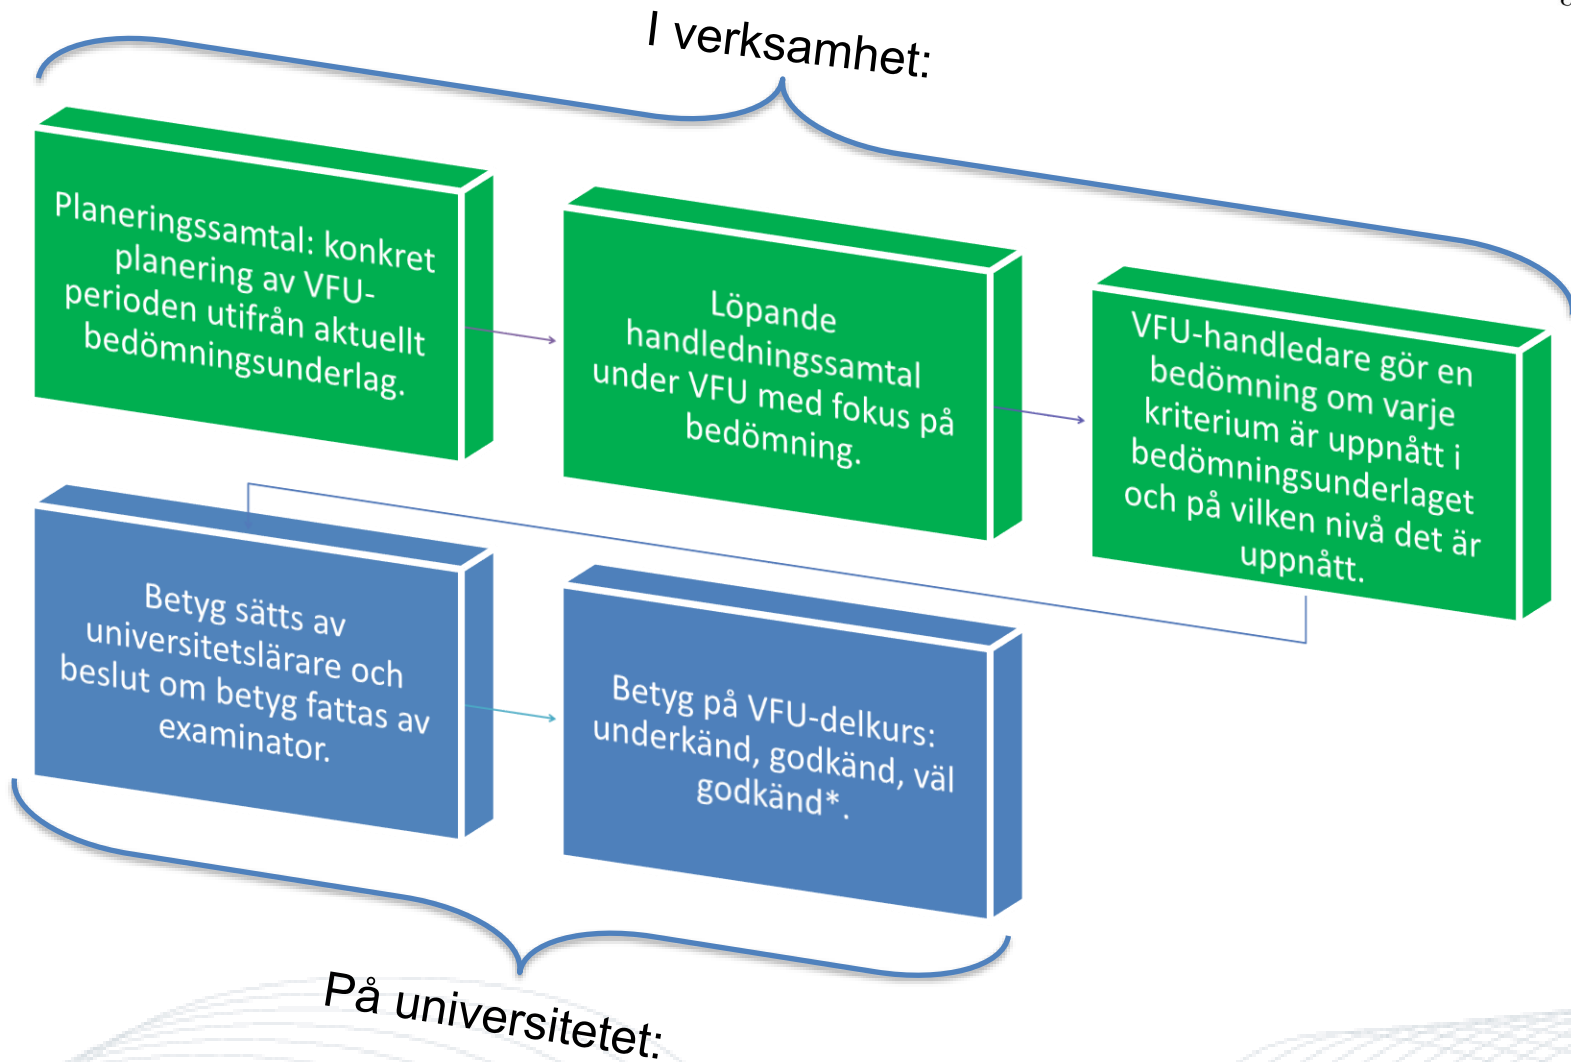 I verksamhet:
Planeringssamtal: konkret
planering av VFU-
perioden utifrån aktuellt
bedömningsunderlag.
Löpande
handledningssamtal
under VFU med fokus på
bedömning.
VFU-handledare gör en
bedömning om varje
kriterium är uppnått i
bedömningsunderlaget
och på vilken nivå det är
uppnått.
Betyg sätts av
universitetslärare och
beslut om betyg fattas av
examinator.
Betyg på VFU-delkurs:
underkänd, godkänd, väl
godkänd*.
På universitetet: